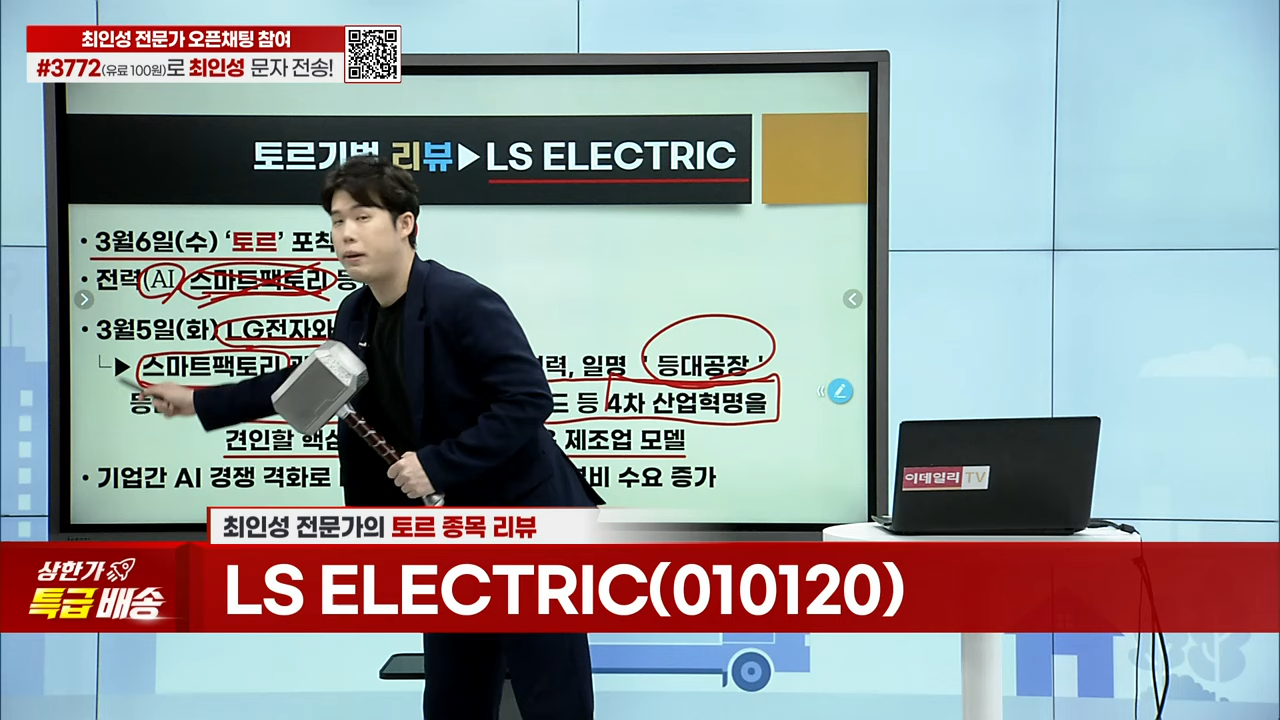 최인성 전문가 오픈채팅 참여
#3772(유료 100원)로 최인성 문자 전송!
토르기법 리뷰▶LS ELECTRIC
• 3월6일(수) ‘토르’ 포착
• 전력(AI, 스마트팩토리 등
• 3월5일(화) LG전자와
└▶ 스마트팩토리 력, 일명 ' 등대공장 '
등 4차 산업혁명을
견인할 핵심 제조업 모델
• 기업간 AI 경쟁 격화로 수요 증가
이데일리TV
최인성 전문가의 토르 종목 리뷰
상한가
특급 배송
LS ELECTRIC(010120)